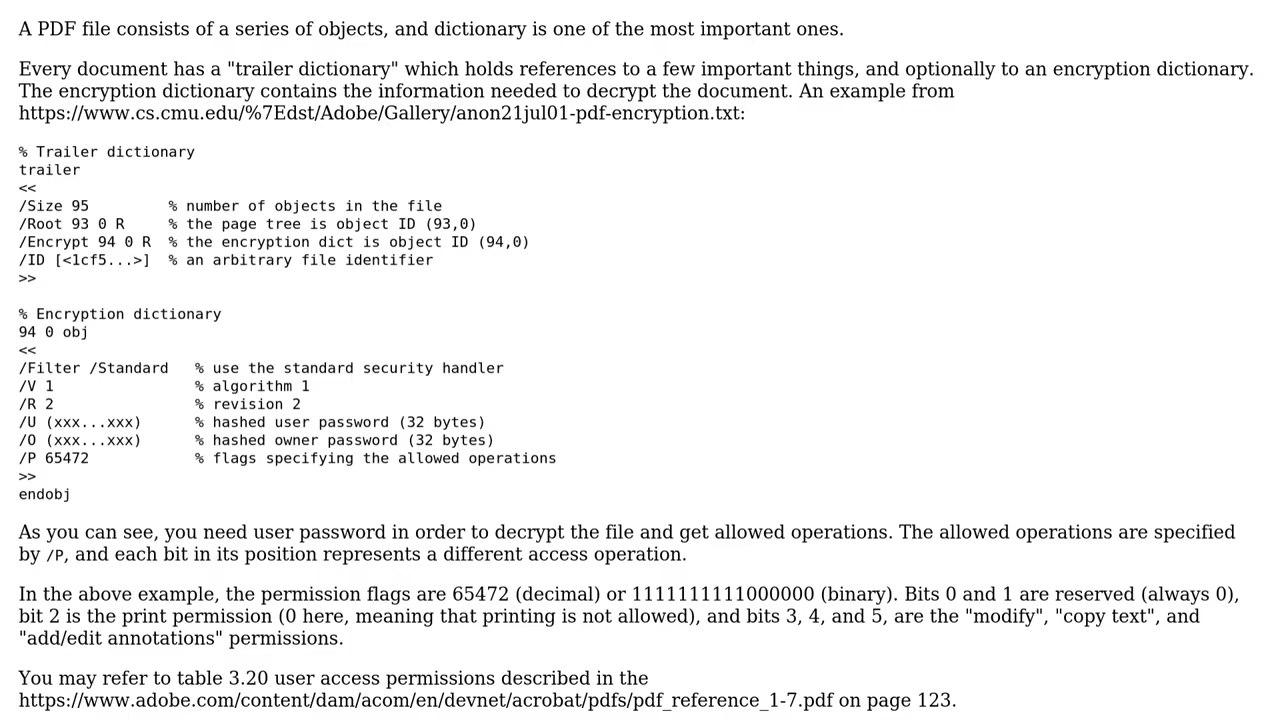 A PDF file consists of a series of objects, and dictionary is one of the most important ones.
Every document has a "trailer dictionary" which holds references to a few important things, and optionally to an encryption dictionary.
The encryption dictionary contains the information needed to decrypt the document. An example from
https://www.cs.cmu.edu/%7Edst/Adobe/Gallery/anon21jul01-pdf-encryption.txt:
% Trailer dictionary
trailer
<<
/Size 95         % number of objects in the file
/Root 93 0 R     % the page tree is object ID (93,0)
/Encrypt 94 0 R  % the encryption dict is object ID (94,0)
/ID [<1cf5...>]  % an arbitrary file identifier
>>
% Encryption dictionary
94 0 obj
<<
/Filter /Standard   % use the standard security handler
/V 1                % algorithm 1
/R 2                % revision 2
/U (xxx...xxx)      % hashed user password (32 bytes)
/O (xxx...xxx)      % hashed owner password (32 bytes)
/P 65472            % flags specifying the allowed operations
>>
endobj
As you can see, you need user password in order to decrypt the file and get allowed operations. The allowed operations are specified
by /P, and each bit in its position represents a different access operation.
In the above example, the permission flags are 65472 (decimal) or 1111111111000000 (binary). Bits 0 and 1 are reserved (always 0),
bit 2 is the print permission (0 here, meaning that printing is not allowed), and bits 3, 4, and 5, are the "modify", "copy text", and
"add/edit annotations" permissions.
You may refer to table 3.20 user access permissions described in the
https://www.adobe.com/content/dam/acom/en/devnet/acrobat/pdfs/pdf_reference_1-7.pdf on page 123.